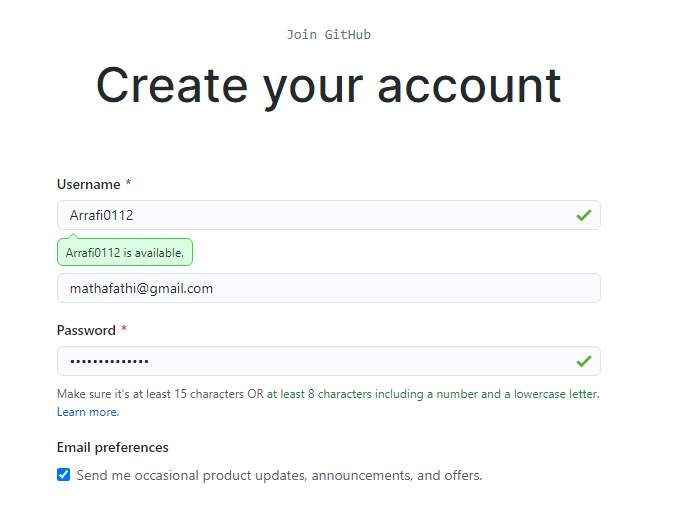 Join GitHub
Create your account
Username *
Arrafi0112
Arrafi0112 is available.
mathafathi@gmail.com
Password *
••••••••••••••
Make sure it's at least 15 characters OR at least 8 characters including a number and a lowercase letter.
Learn more.
Email preferences
Send me occasional product updates, announcements, and offers.